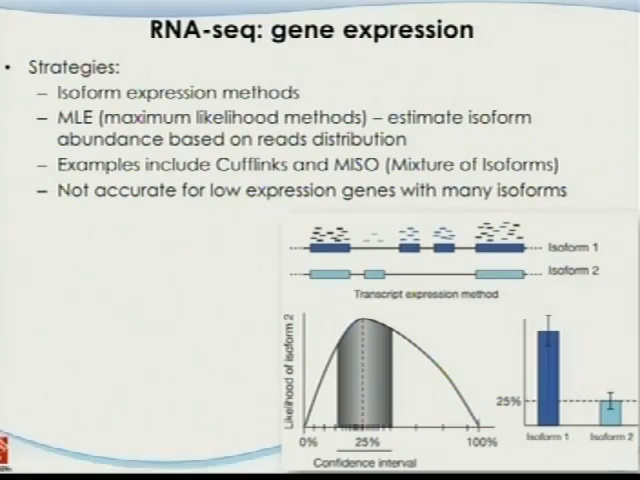 RNA-seq: gene expression
• Strategies:
– Isoform expression methods
– MLE (maximum likelihood methods) – estimate isoform
abundance based on reads distribution
– Examples include Cufflinks and MISO (Mixture of Isoforms)
– Not accurate for low expression genes with many isoforms
Isoform 1
Isoform 2
Transcript expression method
Likelihood of isoform 2
0% 25% 100%
Confidence interval
25%
Isoform 1 Isoform 2